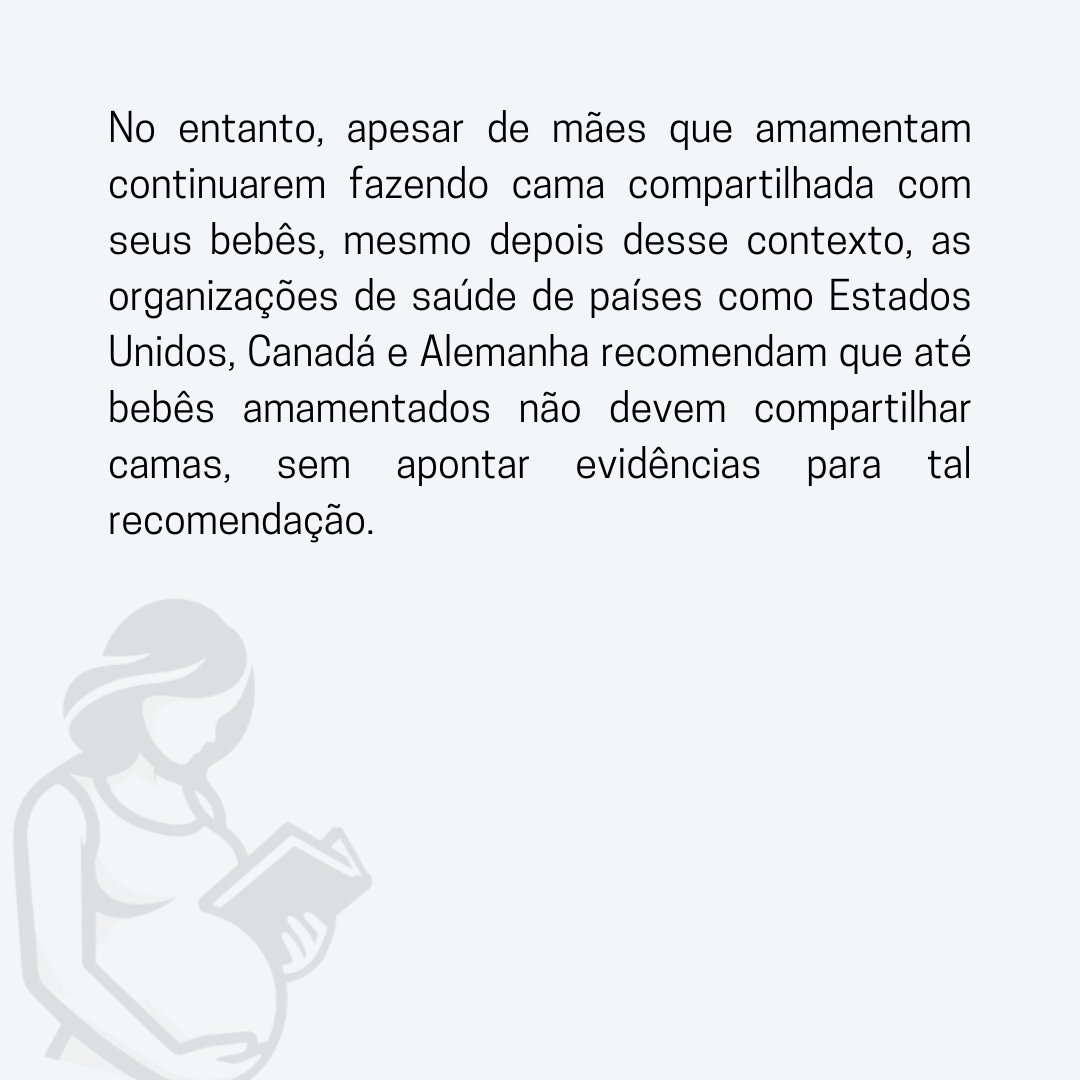 No entanto, apesar de mães que amamentam
continuarem fazendo cama compartilhada com
seus bebês, mesmo depois desse contexto, as
organizações de saúde de países como Estados
Unidos, Canadá e Alemanha recomendam que até
bebês amamentados não devem compartilhar
camas, sem apontar evidências para tal
recomendação.